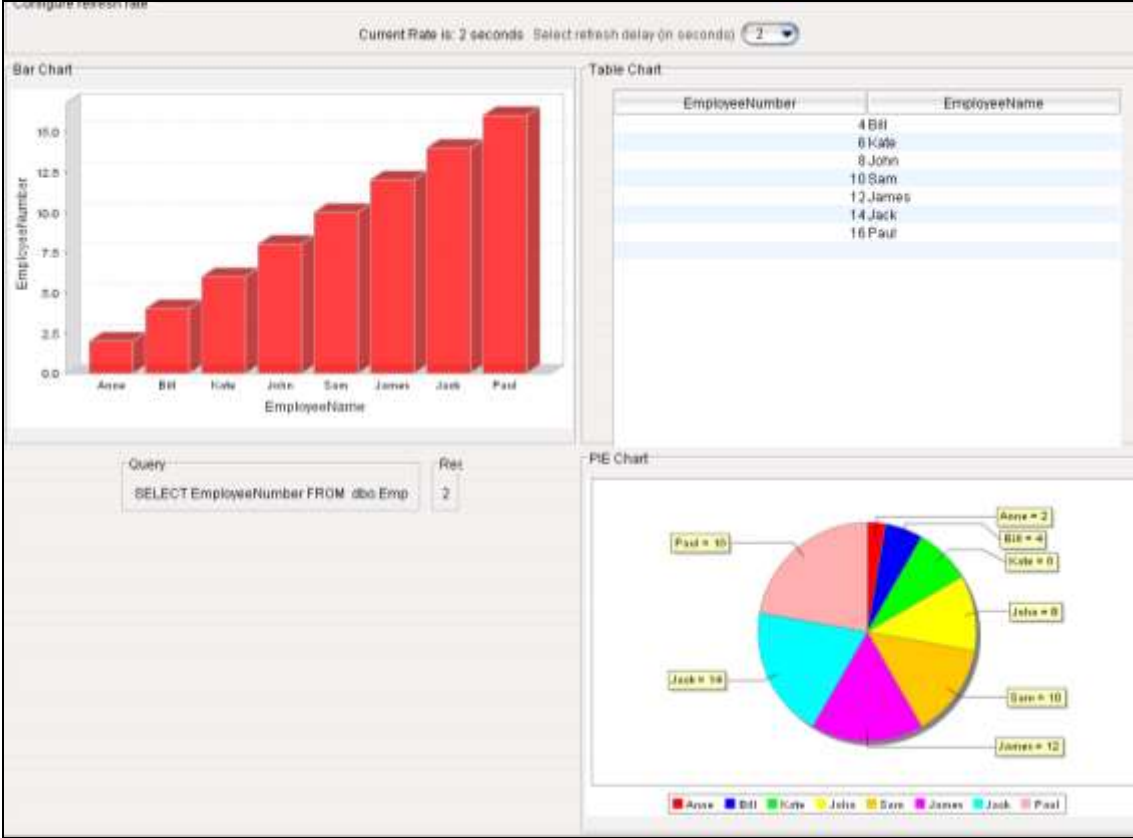 Configure refresh rate
Current Rate is: 2 seconds Select refresh delay (in seconds) 2
Bar Chart
15.0
12.5
10.0
7.5
5.0
2.5
0.0
EmployeeNumber
Anne Bill Kate John Sam James Jack Paul
EmployeeName
Table Chart
EmployeeNumber EmployeeName
4 Bill
6 Kate
8 John
10 Sam
12 James
14 Jack
16 Paul
Query
SELECT EmployeeNumber FROM dbo.Emp
Res
2
PIE Chart
Anne = 2
Bill = 4
Kate = 6
John = 8
Sam = 10
James = 12
Jack = 14
Paul = 16
Anne Bill Kate John Sam James Jack Paul